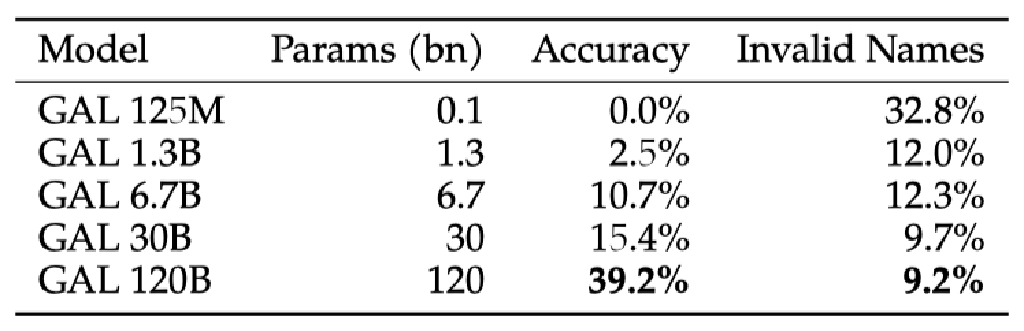 Model Params (bn) Accuracy Invalid Names
GAL 125M 0.1 0.0% 32.8%
GAL 1.3B 1.3 2.5% 12.0%
GAL 6.7B 6.7 10.7% 12.3%
GAL 30B 30 15.4% 9.7%
GAL 120B 120 39.2% 9.2%